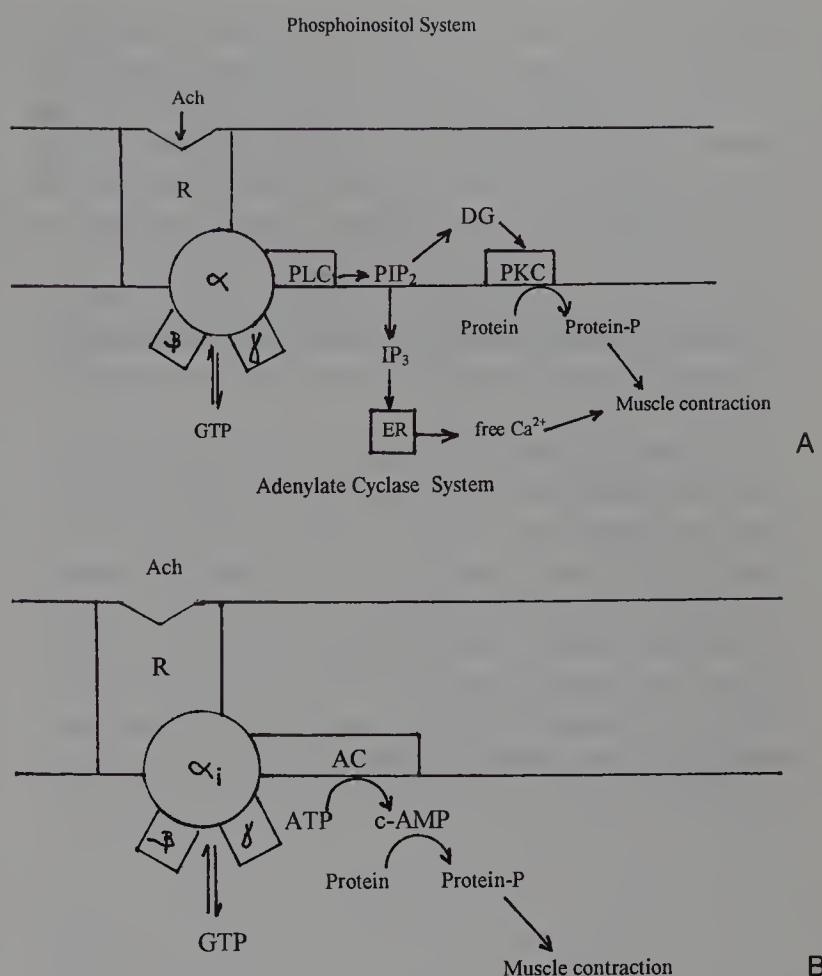 Phosphoinositol System
Ach
R
DG
α
PLC
PIP₂
PKC
β
γ
Protein
Protein-P
IP₃
GTP
Muscle contraction
ER
free Ca²⁺
A
Adenylate Cyclase System
Ach
R
αi
AC
β
γ
ATP
c-AMP
Protein
Protein-P
GTP
Muscle contraction
B